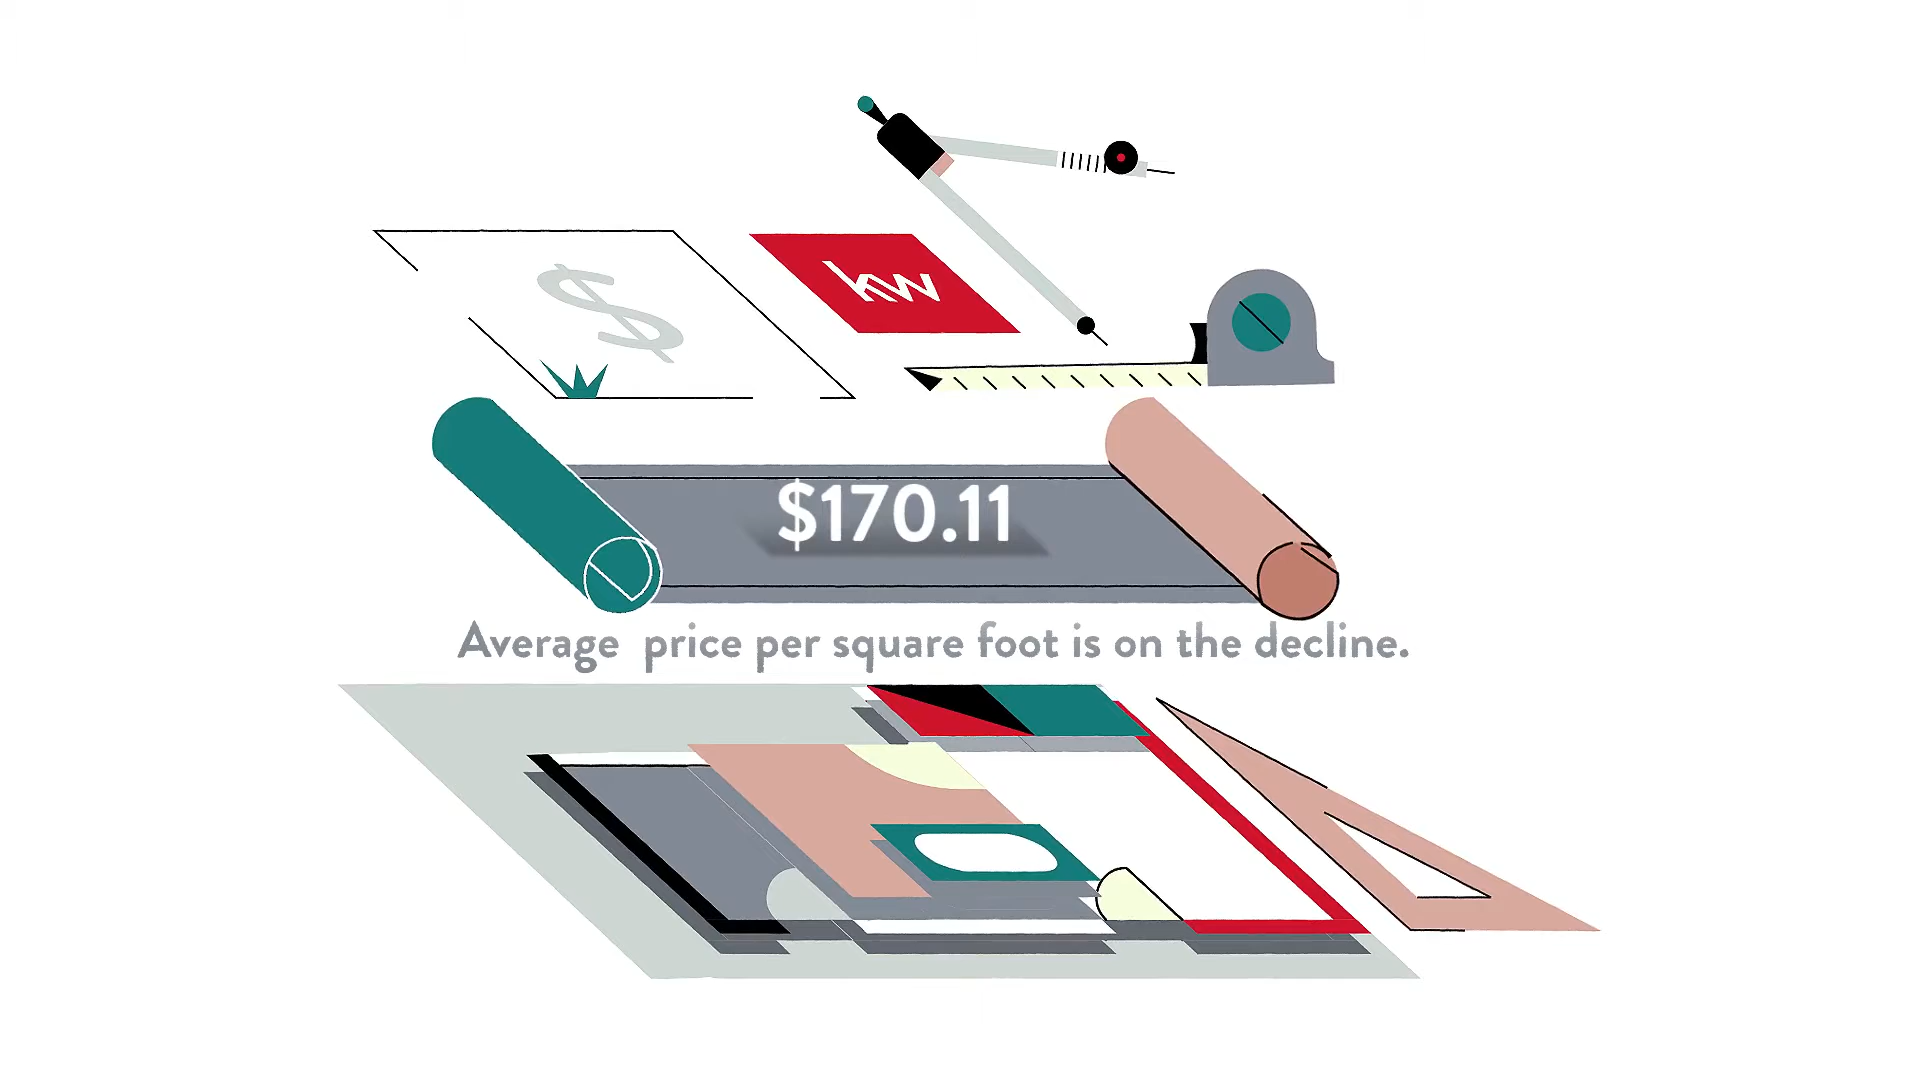 $
kw
$170.11
Average  price per square foot is on the decline.